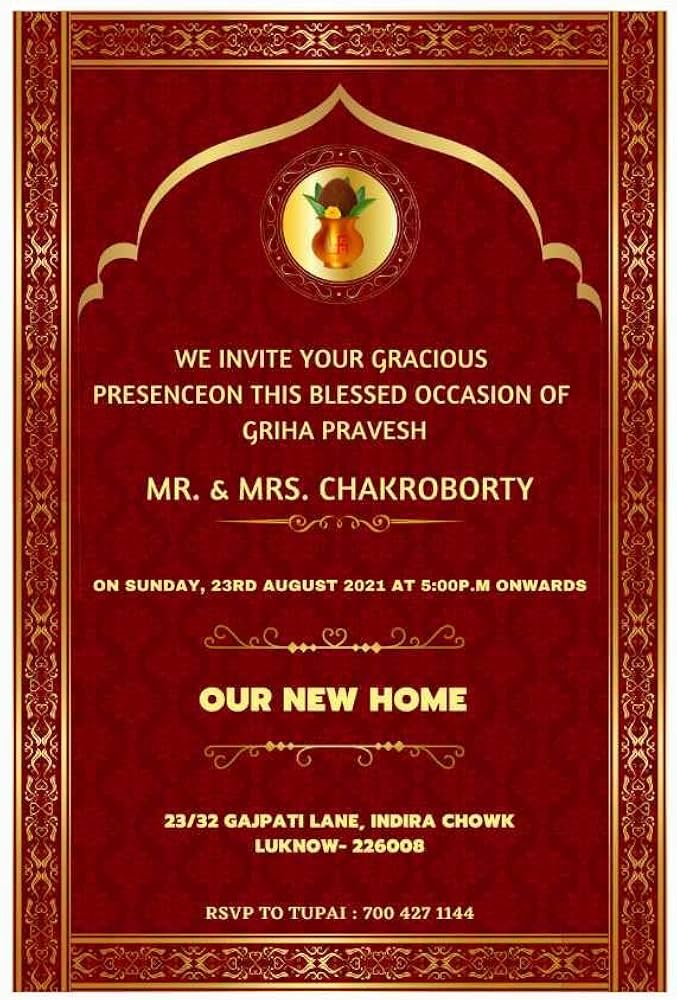 WE INVITE YOUR GRACIOUS
PRESENCEON THIS BLESSED OCCASION OF
GRIHA PRAVESH
MR. & MRS. CHAKROBORTY
ON SUNDAY, 23RD AUGUST 2021 AT 5:00P.M ONWARDS
OUR NEW HOME
23/32 GAJPATI LANE, INDIRA CHOWK
LUKNOW- 226008
RSVP TO TUPAI : 700 427 1144